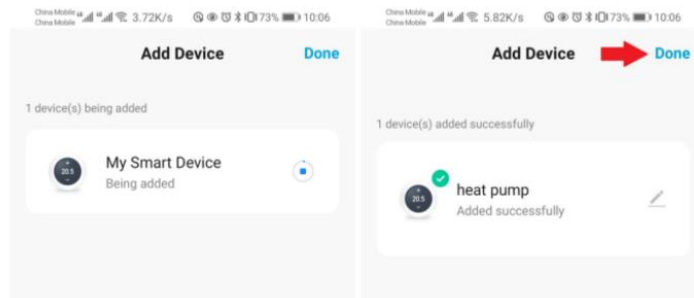 China Mobile
China Mobile
3.72K/s
73%
10:06
Add Device
Done
1 device(s) being added
20.5
My Smart Device
Being added
China Mobile
China Mobile
5.82K/s
73%
10:06
Add Device
Done
1 device(s) added successfully
20.5
heat pump
Added successfully